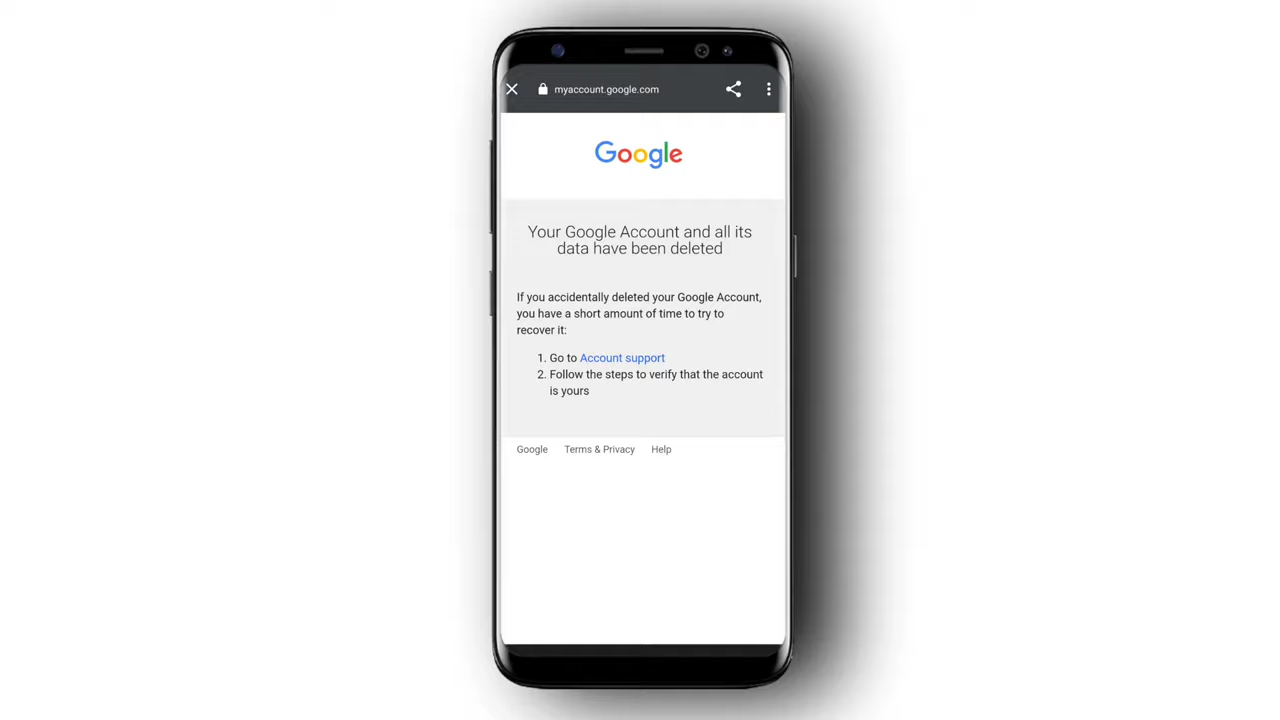 myaccount.google.com
Google
Your Google Account and all its
data have been deleted
If you accidentally deleted your Google Account,
you have a short amount of time to try to
recover it:
1. Go to Account support
2. Follow the steps to verify that the account
is yours
Google Terms & Privacy Help